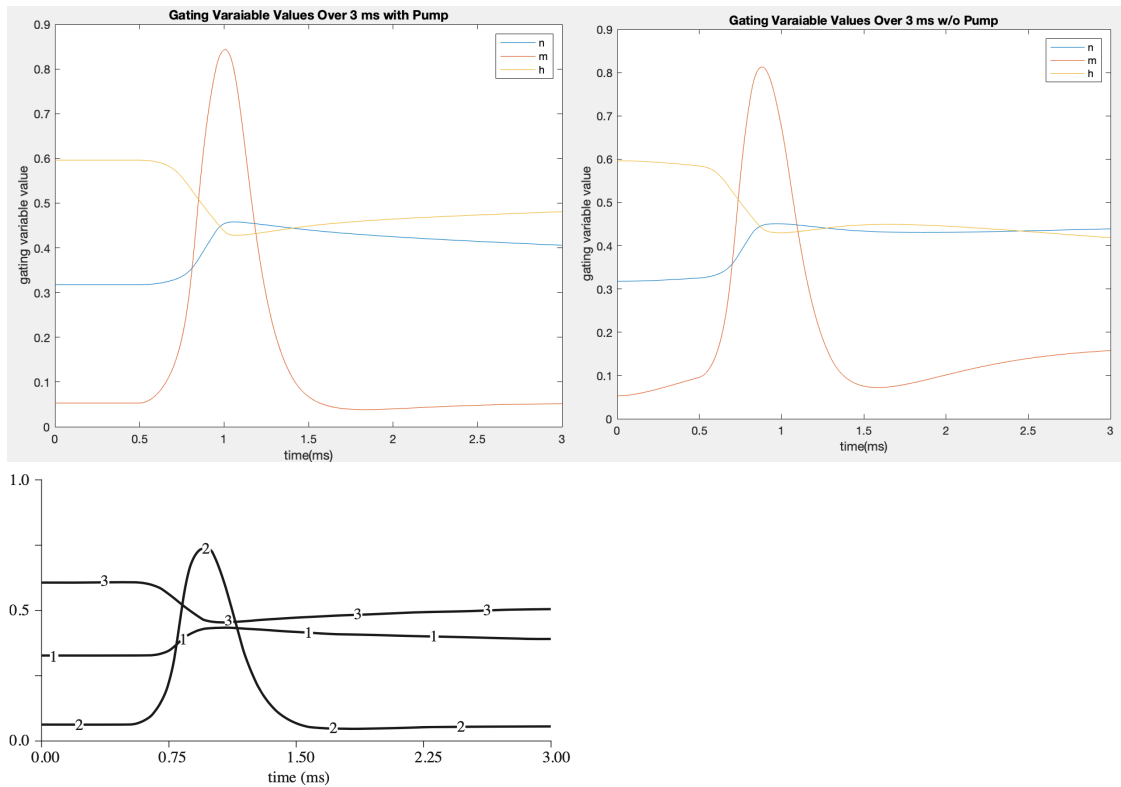 Gating Varaiable Values Over 3 ms with Pump
0.9
0.8
0.7
0.6
0.5
0.4
0.3
0.2
0.1
0
gating variable value
n
m
h
0 0.5 1 1.5 2 2.5 3
time(ms)
Gating Varaiable Values Over 3 ms w/o Pump
0.9
0.8
0.7
0.6
0.5
0.4
0.3
0.2
0.1
0
gating variable value
n
m
h
0 0.5 1 1.5 2 2.5 3
time(ms)
1.0
0.5
0.0
3 3 3 3
1 1 1 1
2 2 2 2
0.00 0.75 1.50 2.25 3.00
time (ms)